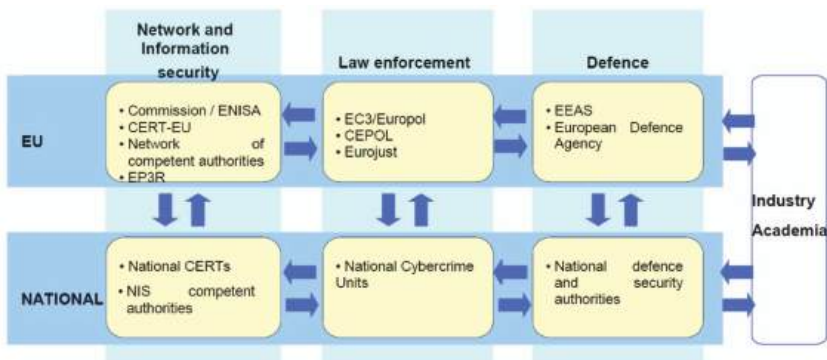 Network and
Information
security
Law enforcement
Defence
EU
• Commission / ENISA
• CERT-EU
• Network of
competent authorities
• EP3R
• EC3/Europol
• CEPOL
• Eurojust
• EEAS
• European Defence
Agency
Industry
Academia
NATIONAL
• National CERTs
• NIS competent
authorities
• National Cybercrime
Units
• National defence
and security
authorities